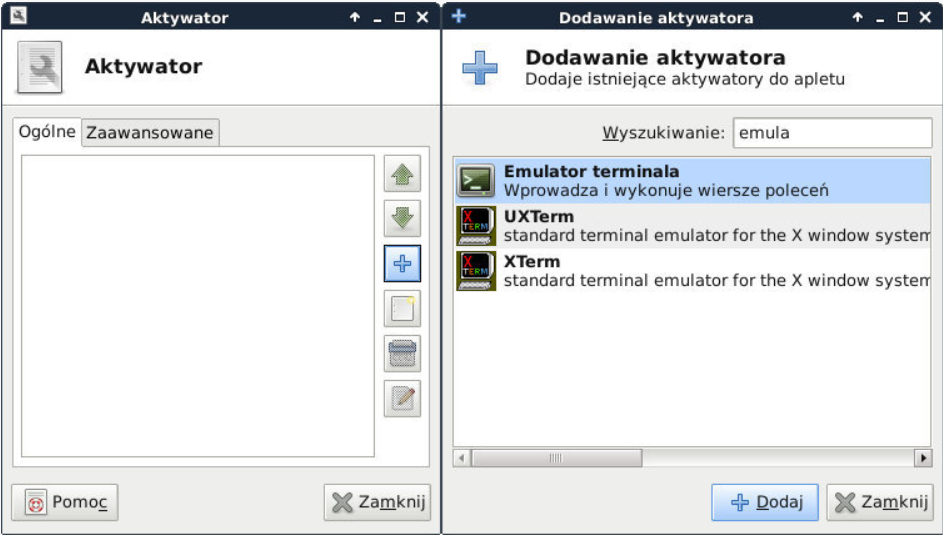 Aktywator
Aktywator
Ogólne Zaawansowane
Pomoc
Zamknij
Dodawanie aktywatora
Dodawanie aktywatora
Dodaje istniejące aktywatory do apletu
Wyszukiwanie: emula
Emulator terminala
Wprowadza i wykonuje wiersze poleceń
X TERM
UXTerm
standard terminal emulator for the X window system
X TERM
XTerm
standard terminal emulator for the X window system
Dodaj
Zamknij